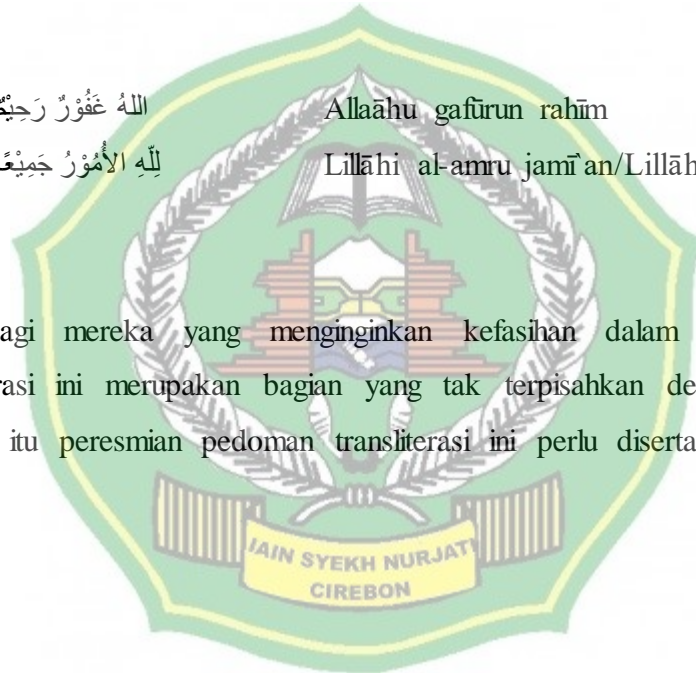 اللهُ غَفُوْرٌ رَحِيْمٌ Allaāhu gafūrun rahīm
لِلّٰهِ الأُمُوْرُ جَمِيْعًا Lillāhi al-amru jamī`an/Lillāh
agi mereka yang menginginkan kefasihan dalam
rasi ini merupakan bagian yang tak terpisahkan de
itu peresmian pedoman transliterasi ini perlu diserta
IAIN SYEKH NURJATI
CIREBON